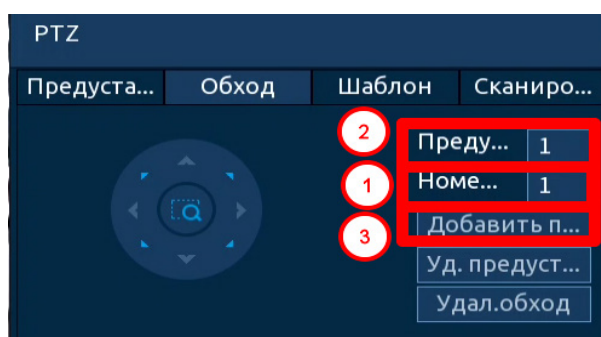 PTZ
Предуста... Обход Шаблон Сканиро...
2 Преду... 1
1 Номе... 1
3 Добавить п...
Уд. предуст...
Удал.обход